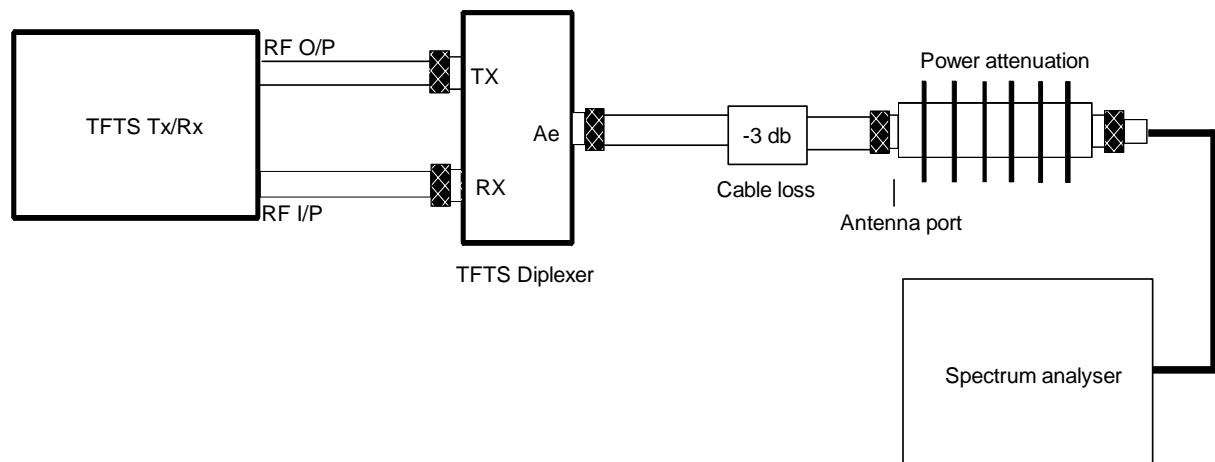 RF O/P
TFTS Tx/Rx
RF I/P
TX
Ae
RX
TFTS Diplexer
-3 db
Cable loss
Antenna port
Power attenuation
Spectrum analyser